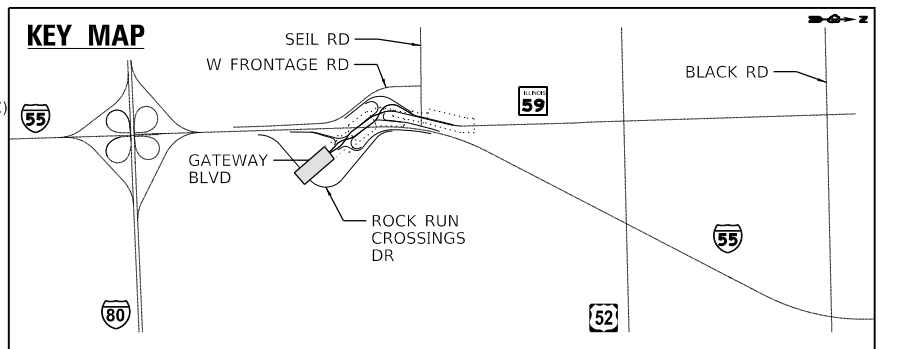 KEY MAP
Z
SEIL RD
W FRONTAGE RD
BLACK RD
ILLINOIS
59
55
GATEWAY
BLVD
ROCK RUN
CROSSINGS
DR
55
80
52